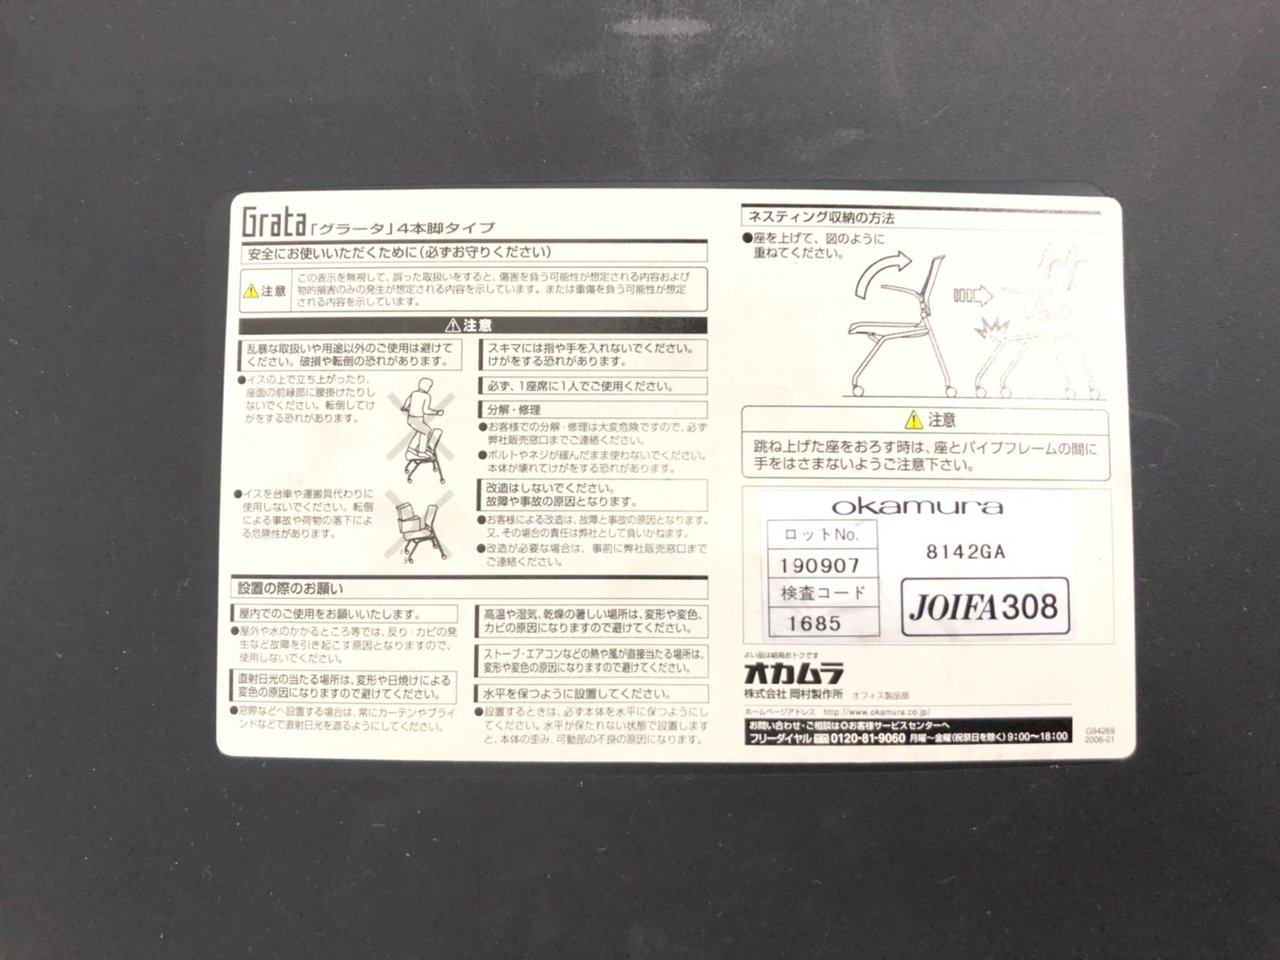 Grata「グラータ」4本脚タイプ
安全にお使いいただくために(必ずお守りください)
注意
この表示を無視して、誤った取扱いをすると、傷害を負う可能性が想定される内容および
物的損害のみの発生が想定される内容を示しています。または重傷を負う可能性が想定
される内容を示しています。
注意
乱暴な取扱いや用途以外のご使用は避けて
ください。破損や転倒の恐れがあります。
●イスの上で立ち上がったり、
座面の前縁部に腰掛けたりし
ないでください。転倒してけ
がをする恐れがあります。
●イスを台車や運搬具代わりに
使用しないでください。転倒
による事故や荷物の落下によ
る危険性があります。
スキマには指や手を入れないでください。
けがをする恐れがあります。
必ず、1座席に1人でご使用ください。
分解・修理
●お客様での分解・修理は大変危険ですので、必ず
弊社販売窓口までご連絡ください。
●ボルトやネジが緩んだまま使わないでください。
本体が壊れてけがをする恐れがあります。
改造はしないでください。
故障や事故の原因となります。
●お客様による改造は、故障と事故の原因となります。
又、その場合の責任は弊社として負いかねます。
●改造が必要な場合は、事前に弊社販売窓口まで
ご連絡ください。
設置の際のお願い
屋内でのご使用をお願いいたします。
●屋外や水のかかるところ等では、反り・カビの発
生など故障を引き起こす原因となりますので、
使用しないでください。
直射日光の当たる場所は、変形や日焼けによる
変色の原因になりますので避けてください。
●窓際などへ設置する場合は、常にカーテンやブライ
ンドなどで直射日光を遮るようにしてください。
高温や湿気、乾燥の著しい場所は、変形や変色、
カビの原因になりますので避けてください。
ストーブ・エアコンなどの熱や風が直接当たる場所は、
変形や変色の原因になりますので避けてください。
水平を保つように設置してください。
●設置するときは、必ず本体を水平に保つようにし
てください。水平が保たれない状態で設置します
と、本体の歪み、可動部の不良の原因になります。
ネスティング収納の方法
●座を上げて、図のように
重ねてください。
注意
跳ね上げた座をおろす時は、座とパイプフレームの間に
手をはさまないようご注意下さい。
okamura
ロットNo.
190907
検査コード
1685
8142GA
JOIFA308
よい品は結局おトクです
オカムラ
株式会社 岡村製作所 オフィス製品部
ホームページアドレス http://www.okamura.co.jp/
お問い合わせ・ご相談は◎お客様サービスセンターへ
フリーダイヤル 0120-81-9060 月曜〜金曜(祝祭日を除く)9:00〜18:00
G94269
2006-01